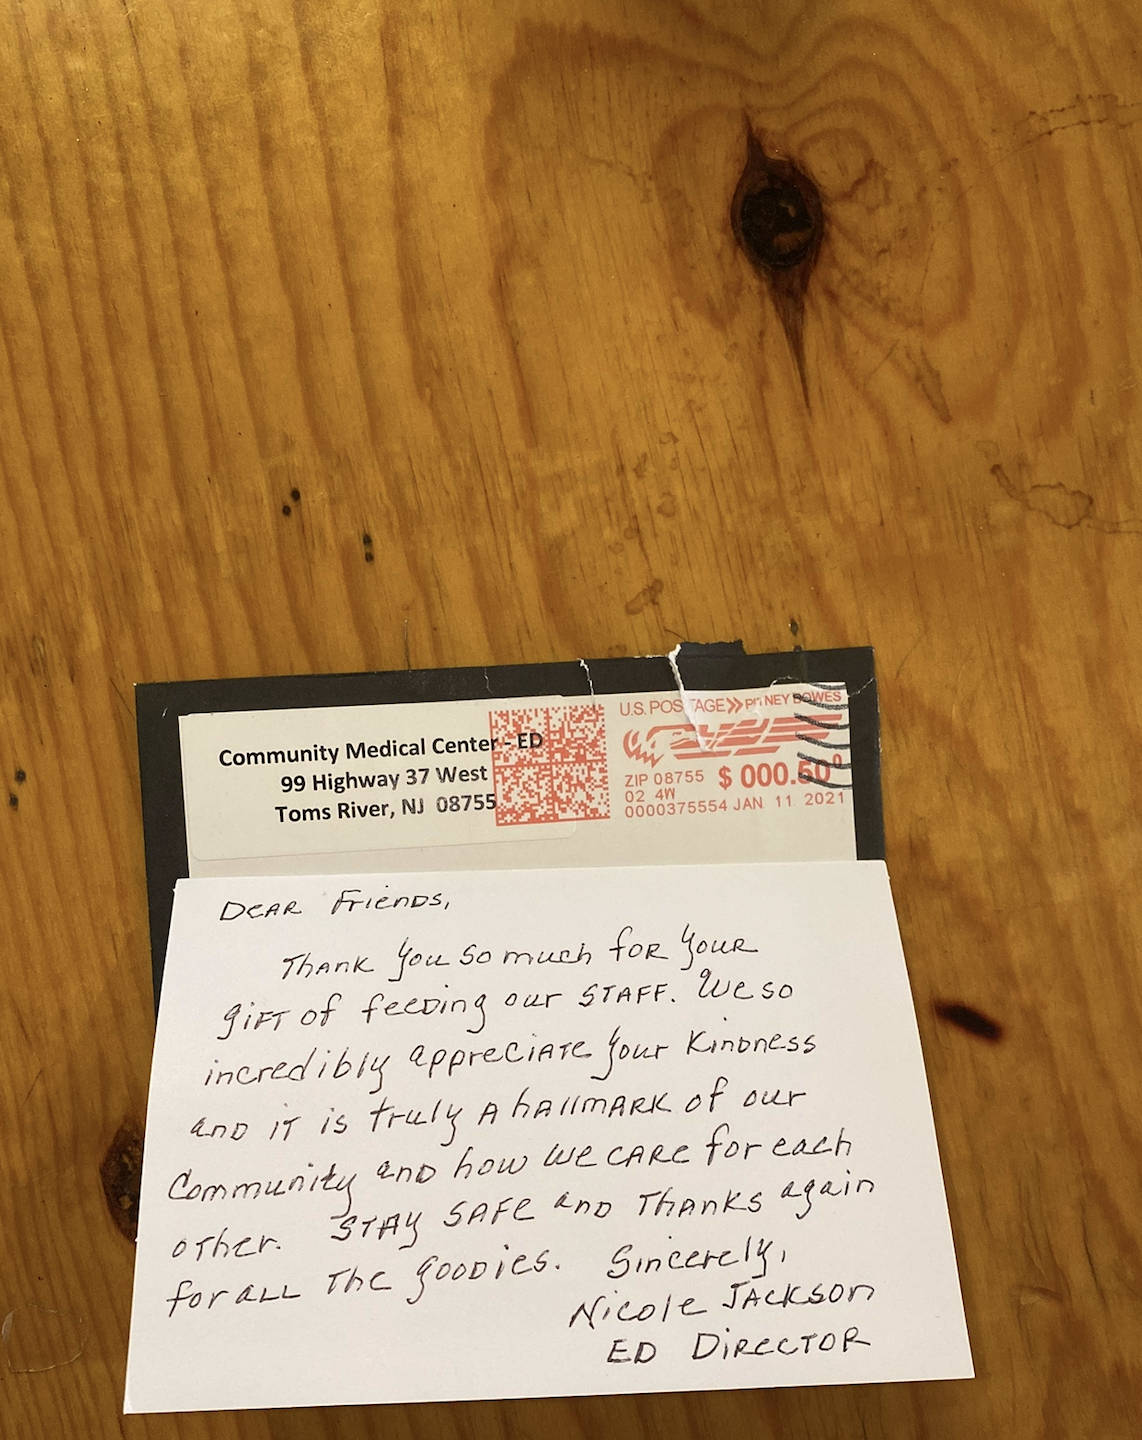 Community Medical Center - ED
99 Highway 37 West
Toms River, NJ 08755
U.S. POSTAGE >> PITNEY BOWES
ZIP 08755 $ 000.50⁰
02 4W
0000375554 JAN 11 2021
Dear Friends,
Thank you so much for your
gift of feeding our staff. We so
incredibly appreciate your kindness
and it is truly a hallmark of our
Community and how we care for each
other. Stay safe and thanks again
for all the goodies. Sincerely,
Nicole Jackson
ED Director